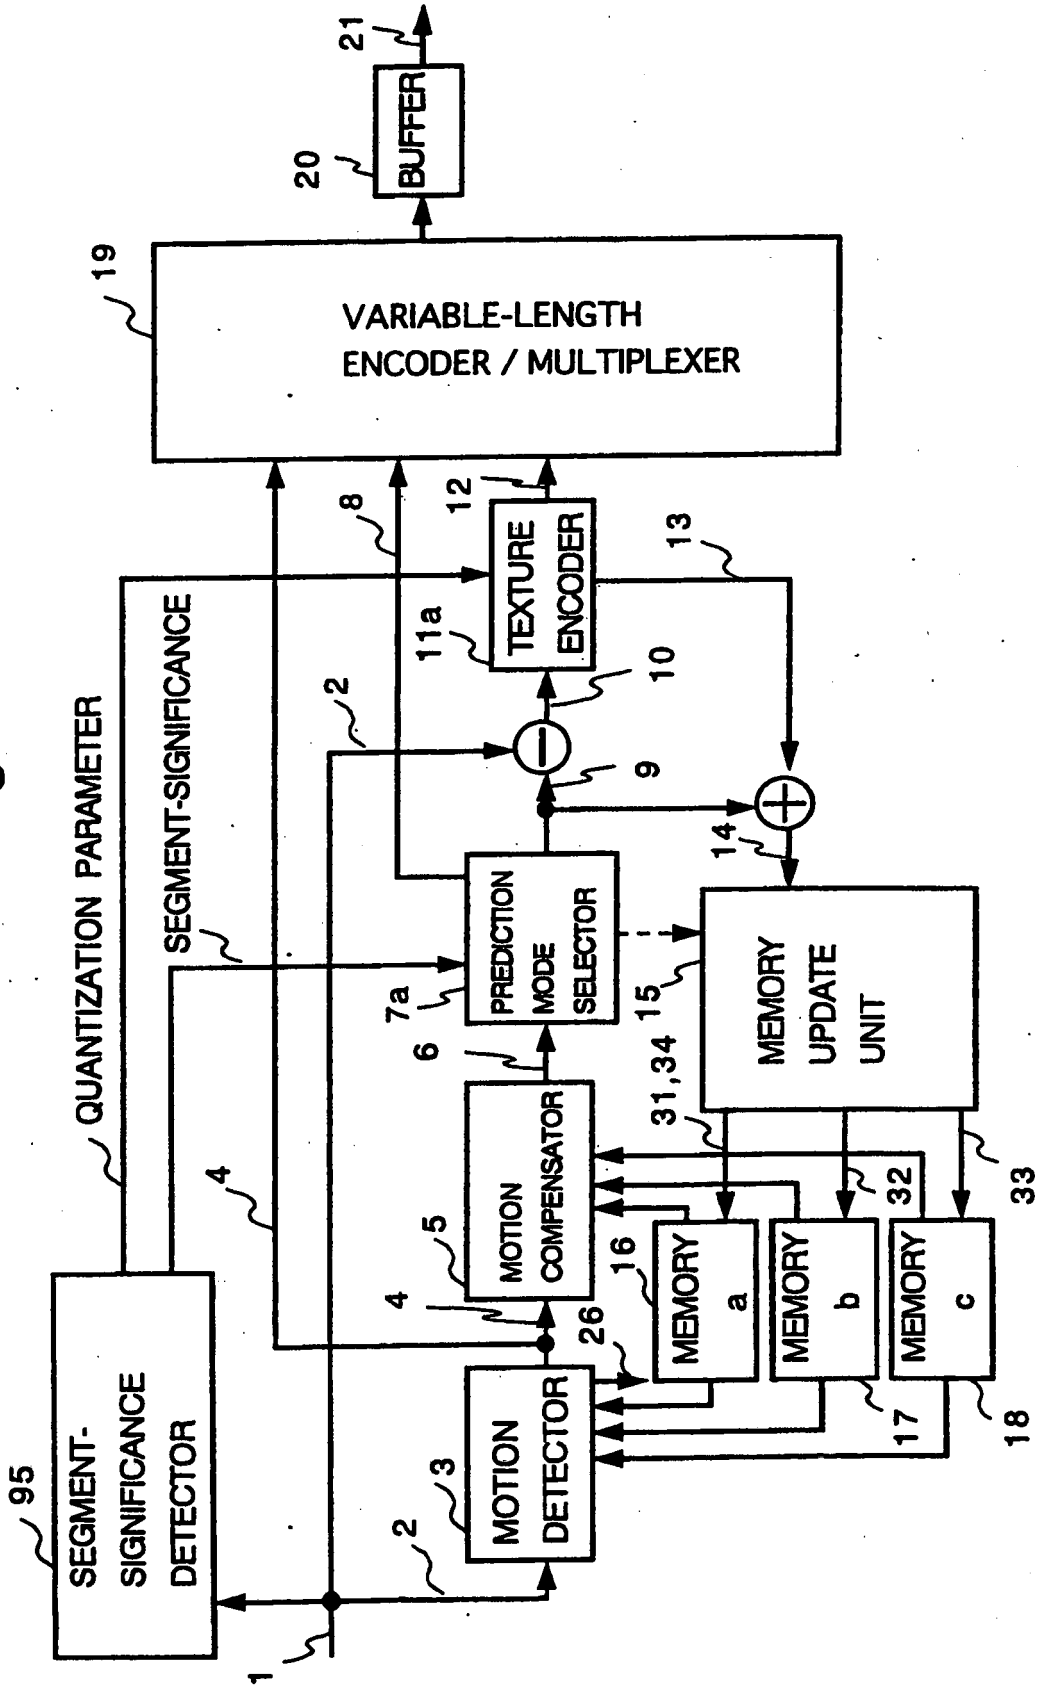 95
SEGMENT-
SIGNIFICANCE
DETECTOR
QUANTIZATION PARAMETER
SEGMENT-SIGNIFICANCE
4
1
2
2
8
19
VARIABLE-LENGTH
ENCODER / MULTIPLEXER
20
BUFFER
21
3
MOTION
DETECTOR
4
5
MOTION
COMPENSATOR
6
7a
PREDICTION
MODE
SELECTOR
9
10
11a
TEXTURE
ENCODER
12
13
14
15
MEMORY
UPDATE
UNIT
26
16
MEMORY
a
31,34
MEMORY
b
17
32
MEMORY
c
18
33